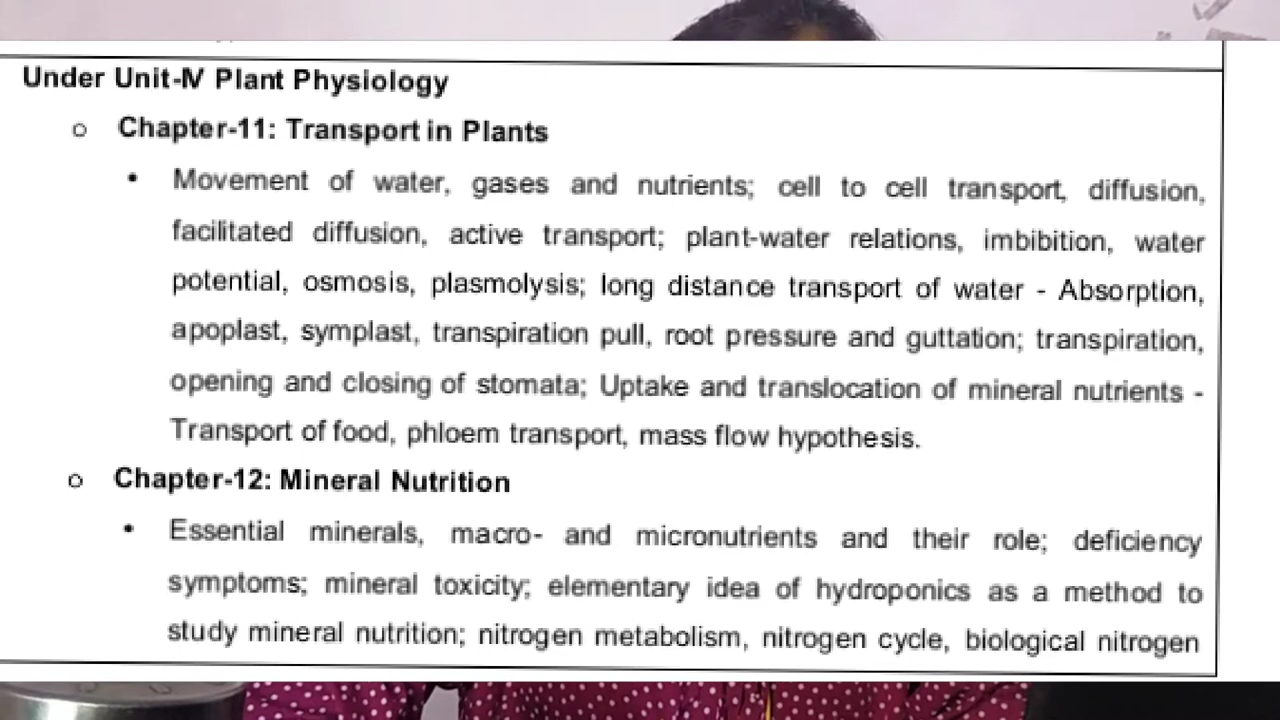 Under Unit-IV Plant Physiology
o Chapter-11: Transport in Plants
• Movement of water, gases and nutrients; cell to cell transport, diffusion,
facilitated diffusion, active transport; plant-water relations, imbibition, water
potential, osmosis, plasmolysis; long distance transport of water - Absorption,
apoplast, symplast, transpiration pull, root pressure and guttation; transpiration,
opening and closing of stomata; Uptake and translocation of mineral nutrients -
Transport of food, phloem transport, mass flow hypothesis.
o Chapter-12: Mineral Nutrition
• Essential minerals, macro- and micronutrients and their role; deficiency
symptoms; mineral toxicity; elementary idea of hydroponics as a method to
study mineral nutrition; nitrogen metabolism, nitrogen cycle, biological nitrogen